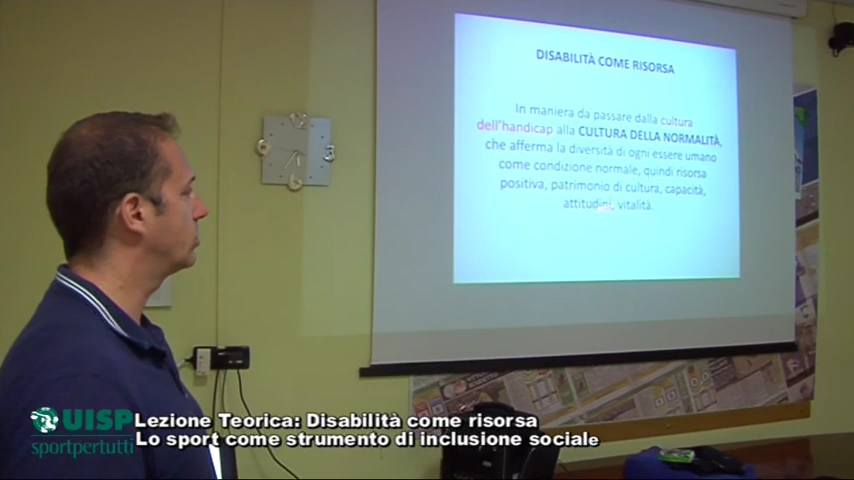 DISABILITÀ COME RISORSA
In maniera da passare dalla cultura
dell'handicap alla CULTURA DELLA NORMALITÀ,
che afferma la diversità di ogni essere umano
come condizione normale, quindi risorsa
positiva, patrimonio di cultura, capacità,
attitudini, vitalità.
UISP
sportpertutti
Lezione Teorica: Disabilità come risorsa
Lo sport come strumento di inclusione sociale